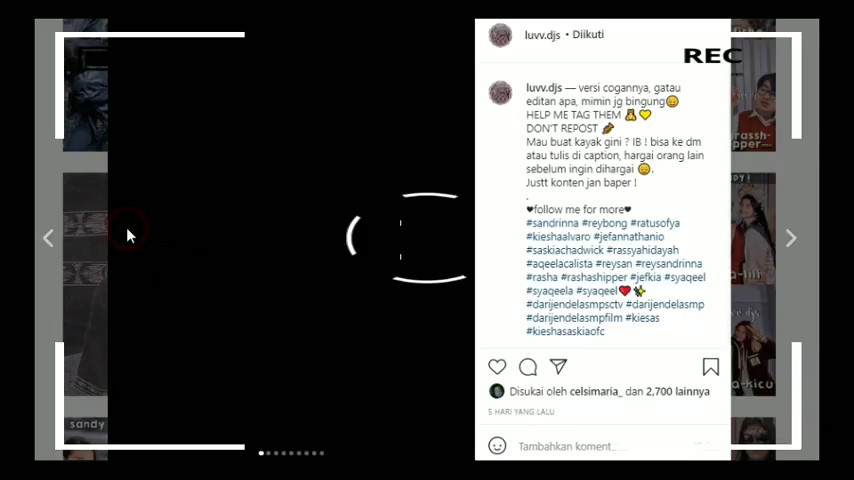 luvv.djs • Diikuti
REC
luvv.djs — versi cogannya, gatau
editan apa, mimin jg bingung😑
HELP ME TAG THEM 🧸💛
DON'T REPOST 🍂
Mau buat kayak gini ? IB ! bisa ke dm
atau tulis di caption, hargai orang lain
sebelum ingin dihargai 😑.
Justt konten jan baper !
.
♥follow me for more♥
#sandrinna #reybong #ratusofya
#kieshaalvaro #jefannathanio
#saskiachadwick #rassyahidayah
#aqeelacalista #reysan #reysandrinna
#rasha #rashashipper #jefkia #syaqeel
#syaqeela #syaqeel❤️✨
#darijendelasmpsctv #darijendelasmp
#darijendelasmpfilm #kiesas
#kieshasaskiaofc
Disukai oleh celsimaria_ dan 2,700 lainnya
5 HARI YANG LALU
Tambahkan koment
sandy